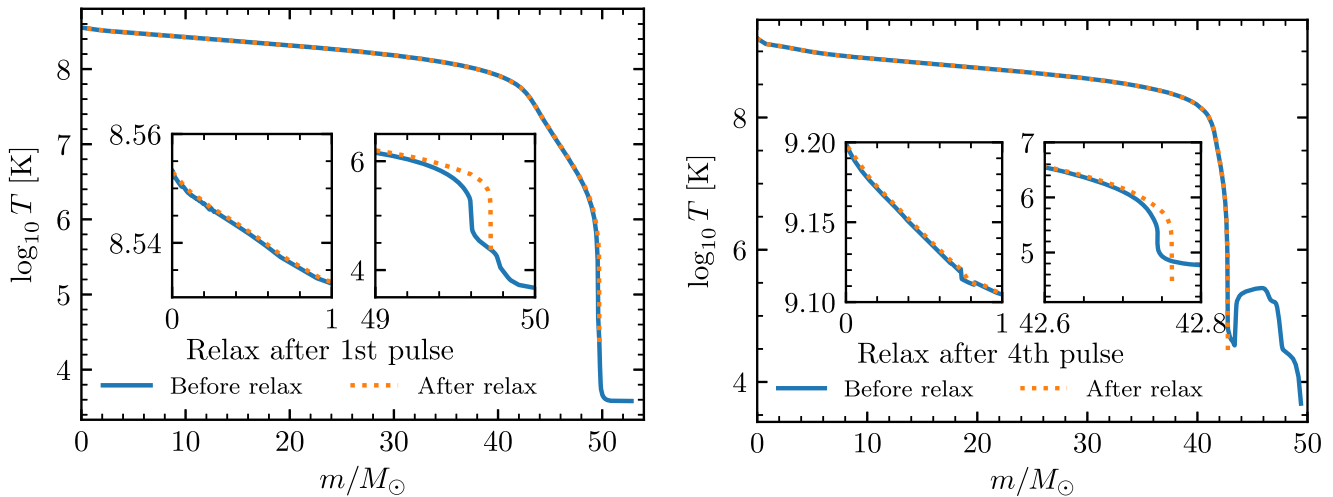 log₁₀ T [K]
8
7
6
5
4
8.56
8.54
0
1
6
4
49
50
Relax after 1st pulse
Before relax
After relax
0 10 20 30 40 50
m/M⊙
log₁₀ T [K]
8
6
4
9.20
9.15
9.10
0
1
7
6
5
42.6
42.8
Relax after 4th pulse
Before relax
After relax
0 10 20 30 40 50
m/M⊙